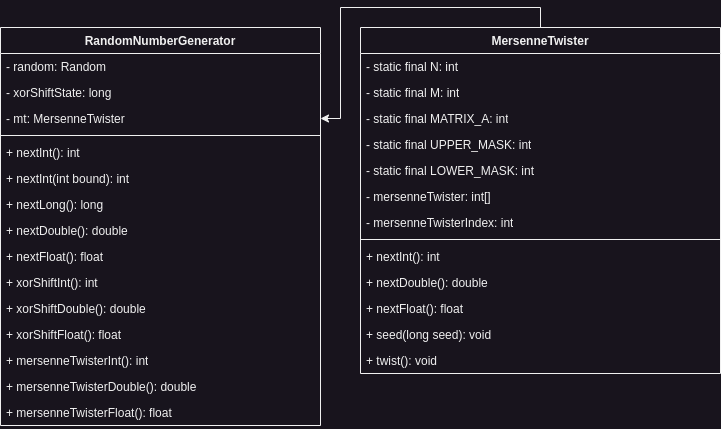 RandomNumberGenerator
- random: Random
- xorShiftState: long
- mt: MersenneTwister
+ nextInt(): int
+ nextInt(int bound): int
+ nextLong(): long
+ nextDouble(): double
+ nextFloat(): float
+ xorShiftInt(): int
+ xorShiftDouble(): double
+ xorShiftFloat(): float
+ mersenneTwisterInt(): int
+ mersenneTwisterDouble(): double
+ mersenneTwisterFloat(): float
MersenneTwister
- static final N: int
- static final M: int
- static final MATRIX_A: int
- static final UPPER_MASK: int
- static final LOWER_MASK: int
- mersenneTwister: int[]
- mersenneTwisterIndex: int
+ nextInt(): int
+ nextDouble(): double
+ nextFloat(): float
+ seed(long seed): void
+ twist(): void